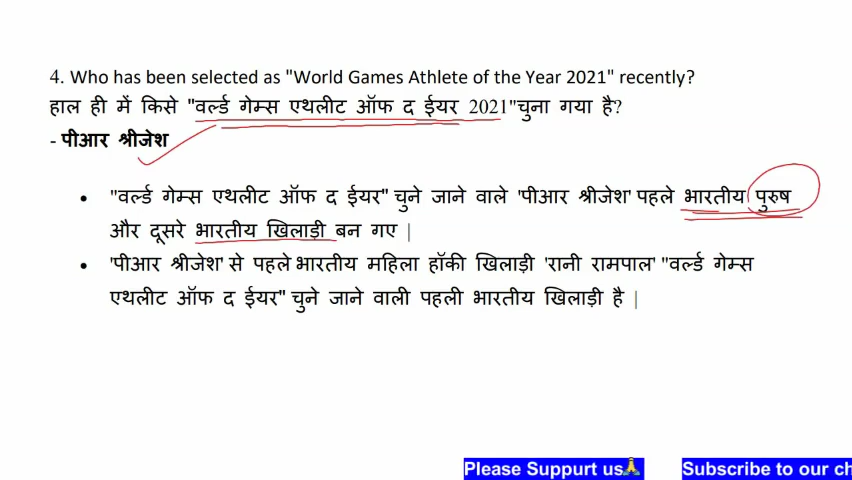 4. Who has been selected as "World Games Athlete of the Year 2021" recently?
हाल ही में किसे "वर्ल्ड गेम्स एथलीट ऑफ द ईयर 2021"चुना गया है?
- पीआर श्रीजेश
• "वर्ल्ड गेम्स एथलीट ऑफ द ईयर" चुने जाने वाले 'पीआर श्रीजेश' पहले भारतीय पुरुष
और दूसरे भारतीय खिलाड़ी बन गए |
• 'पीआर श्रीजेश' से पहले भारतीय महिला हॉकी खिलाड़ी 'रानी रामपाल' "वर्ल्ड गेम्स
एथलीट ऑफ द ईयर" चुने जाने वाली पहली भारतीय खिलाड़ी है |
Please Suppurt us🙏 Subscribe to our ch